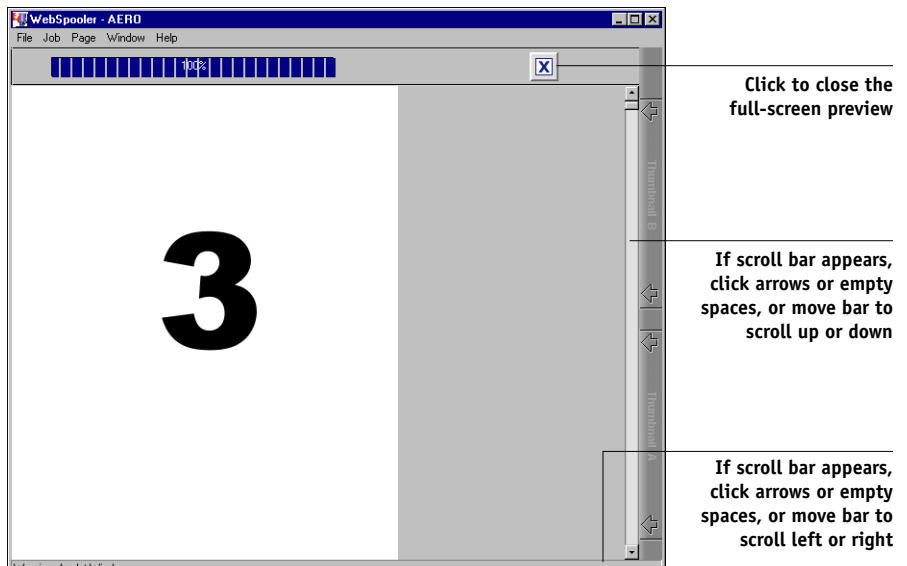 WebSpooler - AERO
File Job Page Window Help
100%
Click to close the
full-screen preview
3
Thumbnail B
If scroll bar appears,
click arrows or empty
spaces, or move bar to
scroll up or down
Thumbnail A
If scroll bar appears,
click arrows or empty
spaces, or move bar to
scroll left or right